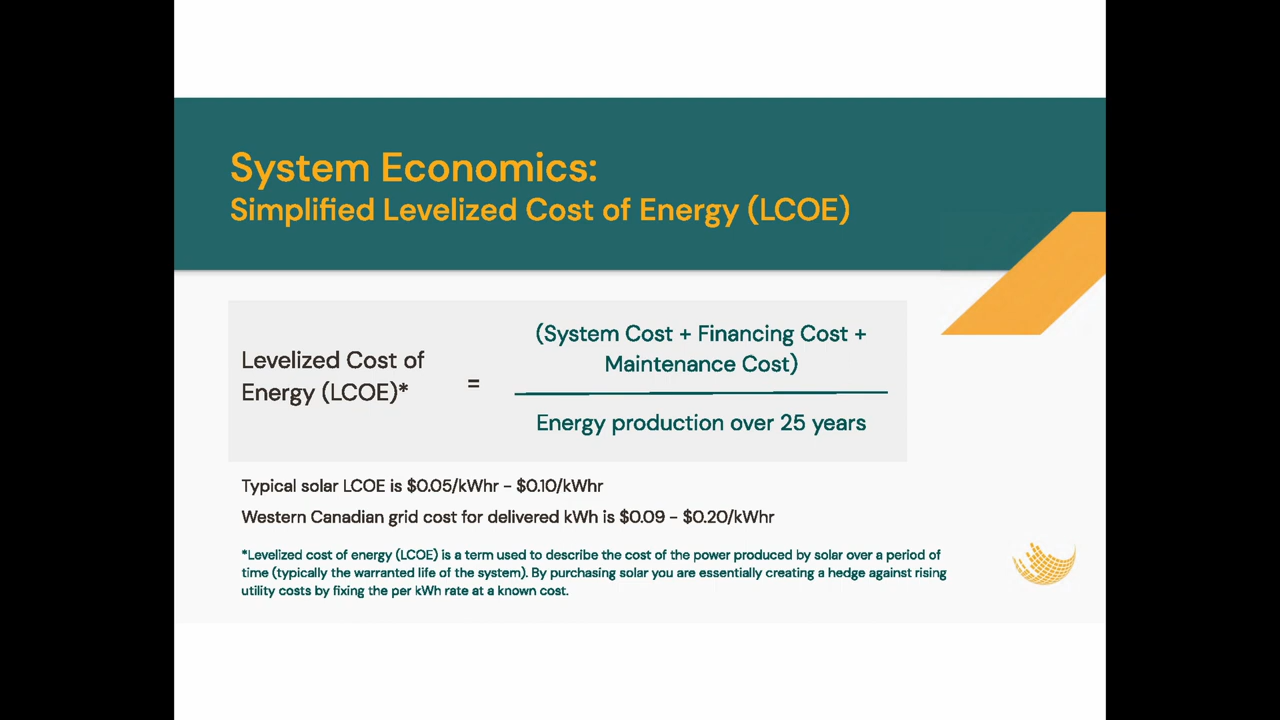 System Economics:
Simplified Levelized Cost of Energy (LCOE)
Levelized Cost of
Energy (LCOE)*
=
(System Cost + Financing Cost +
Maintenance Cost)
Energy production over 25 years
Typical solar LCOE is $0.05/kWhr - $0.10/kWhr
Western Canadian grid cost for delivered kWh is $0.09 - $0.20/kWhr
*Levelized cost of energy (LCOE) is a term used to describe the cost of the power produced by solar over a period of
time (typically the warranted life of the system). By purchasing solar you are essentially creating a hedge against rising
utility costs by fixing the per kWh rate at a known cost.